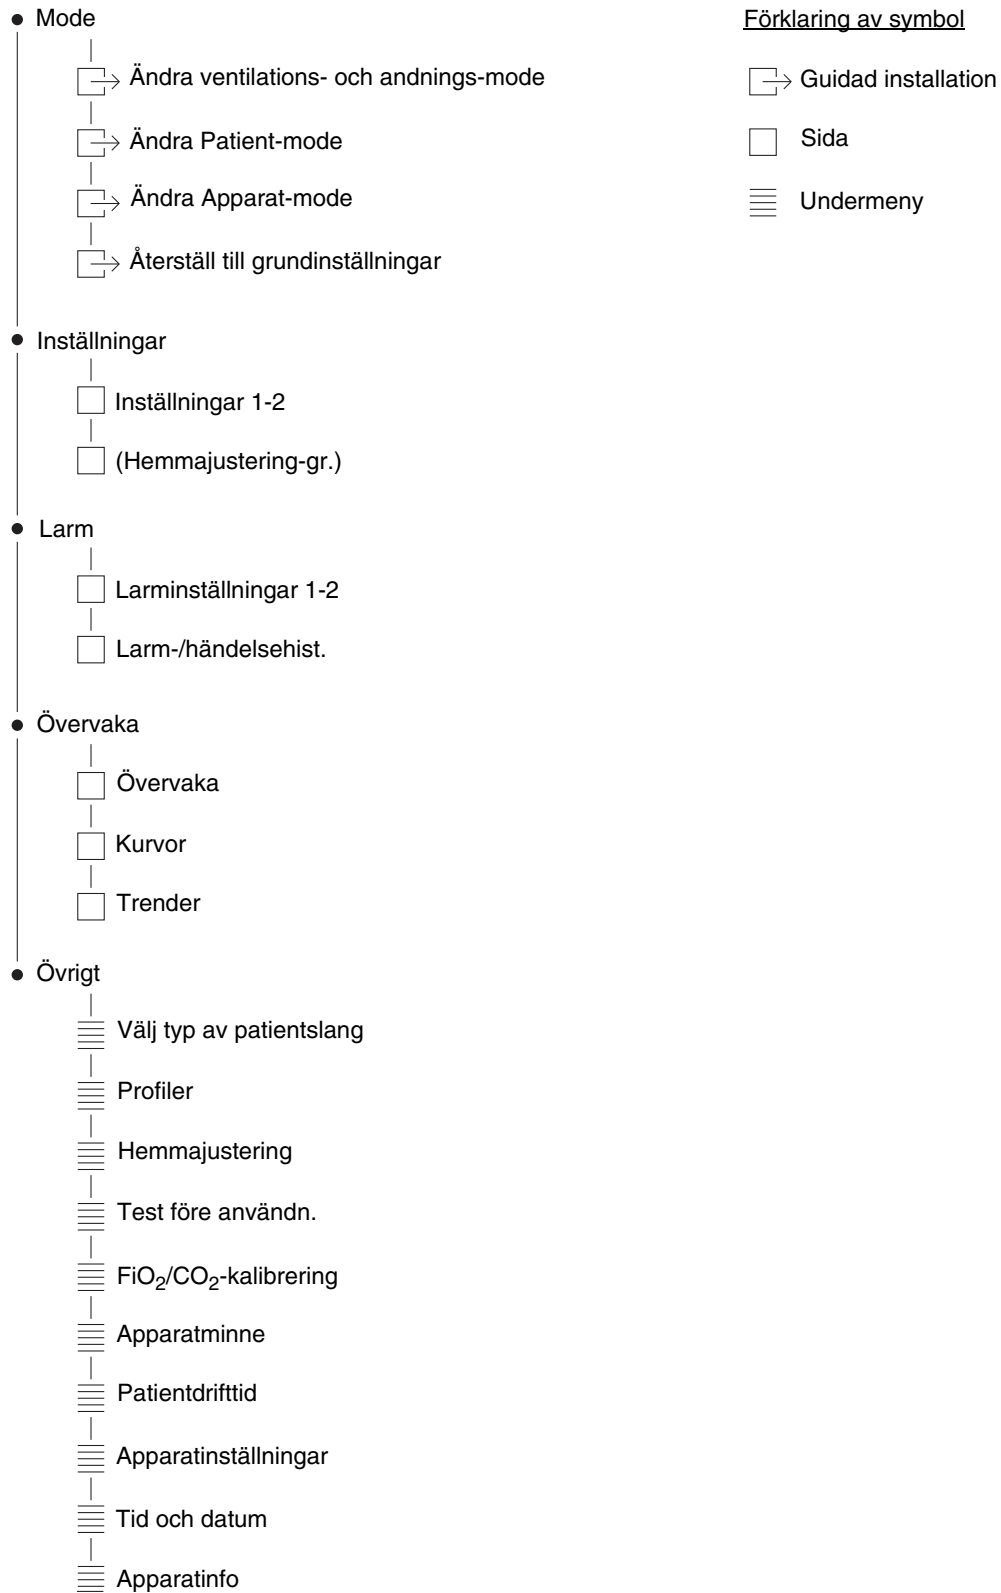 Mode
Ändra ventilations- och andnings-mode
Ändra Patient-mode
Ändra Apparat-mode
Återställ till grundinställningar
Inställningar
Inställningar 1-2
(Hemmajustering-gr.)
Larm
Larminställningar 1-2
Larm-/händelsehist.
Övervaka
Övervaka
Kurvor
Trender
Övrigt
Välj typ av patientslang
Profiler
Hemmajustering
Test före användn.
FiO2/CO2-kalibrering
Apparatminne
Patientdrifttid
Apparatinställningar
Tid och datum
Apparatinfo
Förklaring av symbol
Guidad installation
Sida
Undermeny